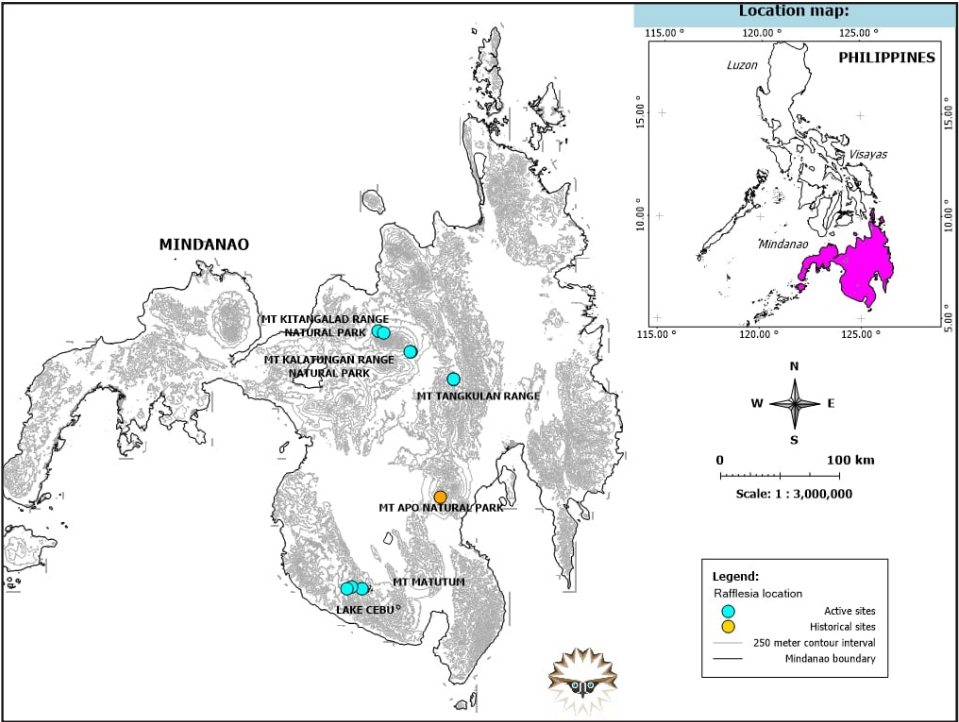 Location map:
115.00 °
120.00 °
125.00 °
PHILIPPINES
Luzon
Visayas
Mindanao
15.00 °
10.00 °
15.00 °
10.00 °
5.00 °
115.00 °
120.00 °
125.00 °
MINDANAO
MT KITANGALAD RANGE
NATURAL PARK
MT KALATUNGAN RANGE
NATURAL PARK
MT TANGKULAN RANGE
MT APO NATURAL PARK
MT MATUTUM
LAKE CEBU
N
W E
S
0 100 km
Scale: 1 : 3,000,000
Legend:
Rafflesia location
Active sites
Historical sites
250 meter contour interval
Mindanao boundary